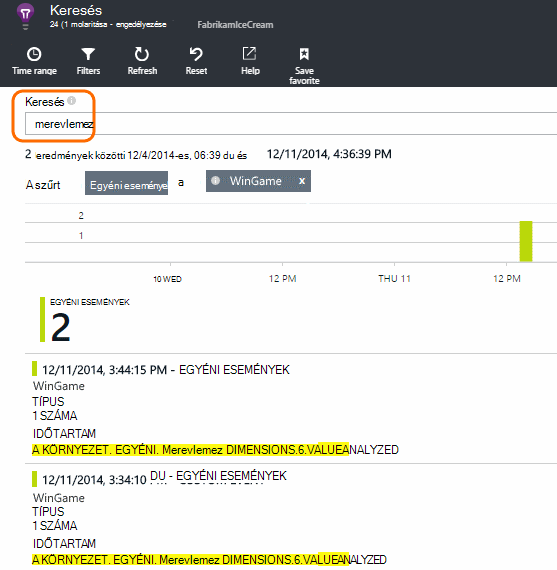 Keresés
24 (1 molaritása - engedélyezése FabrikamIceCream
Time range Filters Refresh Reset Help Save favorite
Keresés
merevlemez
2 eredmények közötti 12/4/2014-es, 06:39 du és 12/11/2014, 4:36:39 PM
A szűrt Egyéni eseménye a WinGame x
2
1
10 WED 12 PM THU 11 12 PM
EGYÉNI ESEMÉNYEK
2
12/11/2014, 3:44:15 PM - EGYÉNI ESEMÉNYEK
WinGame
TÍPUS
1 SZÁMA
IDŐTARTAM
A KÖRNYEZET. EGYÉNI. Merevlemez DIMENSIONS.6.VALUEANALYZED
12/11/2014, 3:34:10 DU - EGYÉNI ESEMÉNYEK
WinGame
TÍPUS
1 SZÁMA
IDŐTARTAM
A KÖRNYEZET. EGYÉNI. Merevlemez DIMENSIONS.6.VALUEANALYZED